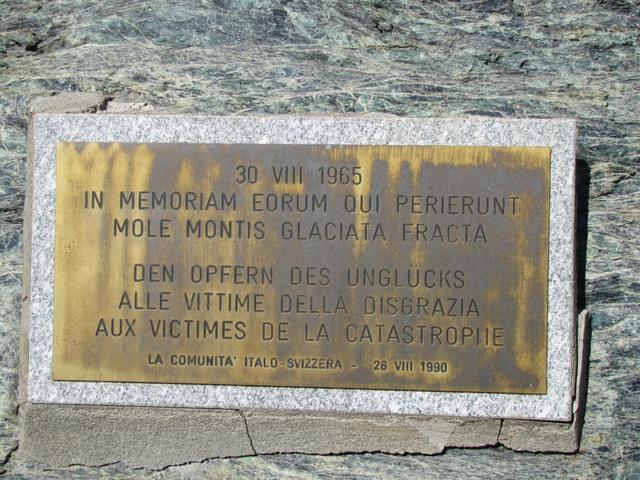 30 VIII 1965
IN MEMORIAM EORUM QUI PERIERUNT
MOLE MONTIS GLACIATA FRACTA
DEN OPFERN DES UNGLÜCKS
ALLE VITTIME DELLA DISGRAZIA
AUX VICTIMES DE LA CATASTROPHE
LA COMUNITA' ITALO-SVIZZERA - 26 VIII 1990